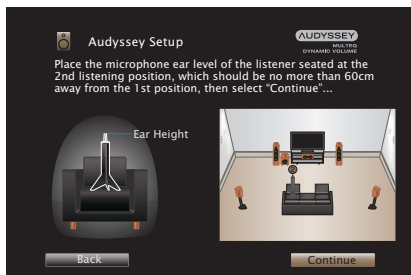 Audyssey Setup
AUDYSSEY
MULTEQ
DYNAMIC VOLUME
Place the microphone ear level of the listener seated at the
2nd listening position, which should be no more than 60cm
away from the 1st position, then select “Continue”...
Ear Height
Back
Continue